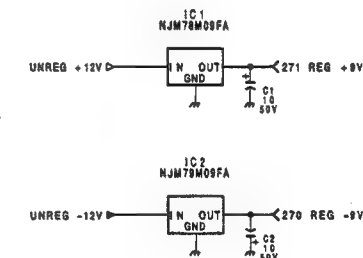 IC1
NJM78M09FA
UNREG +12V
IN OUT
GND
271 REG +9V
C1
10
50V
IC2
NJM79M09FA
UNREG -12V
IN OUT
GND
270 REG -9V
C2
10
50V